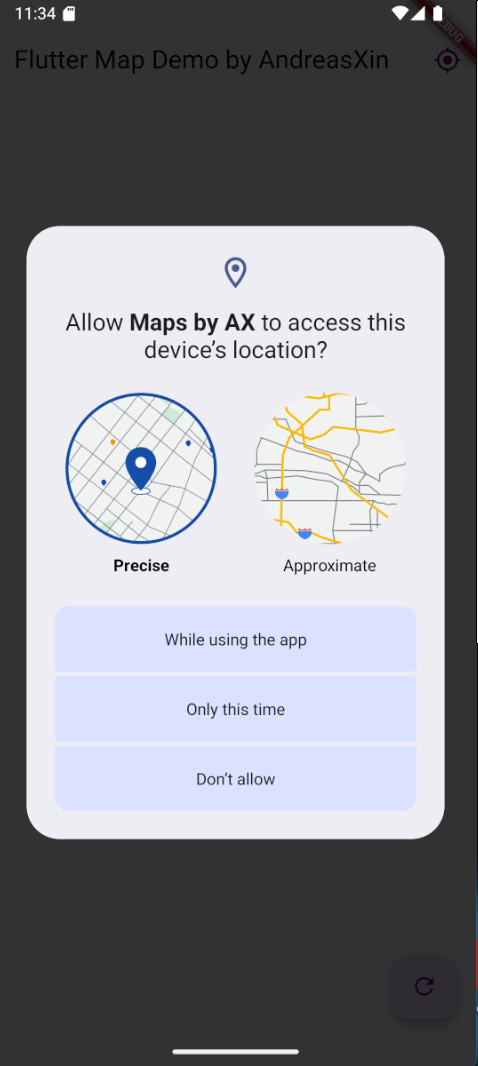 11:34
Flutter Map Demo by AndreasXin
Allow Maps by AX to access this
device’s location?
Precise
Approximate
While using the app
Only this time
Don’t allow